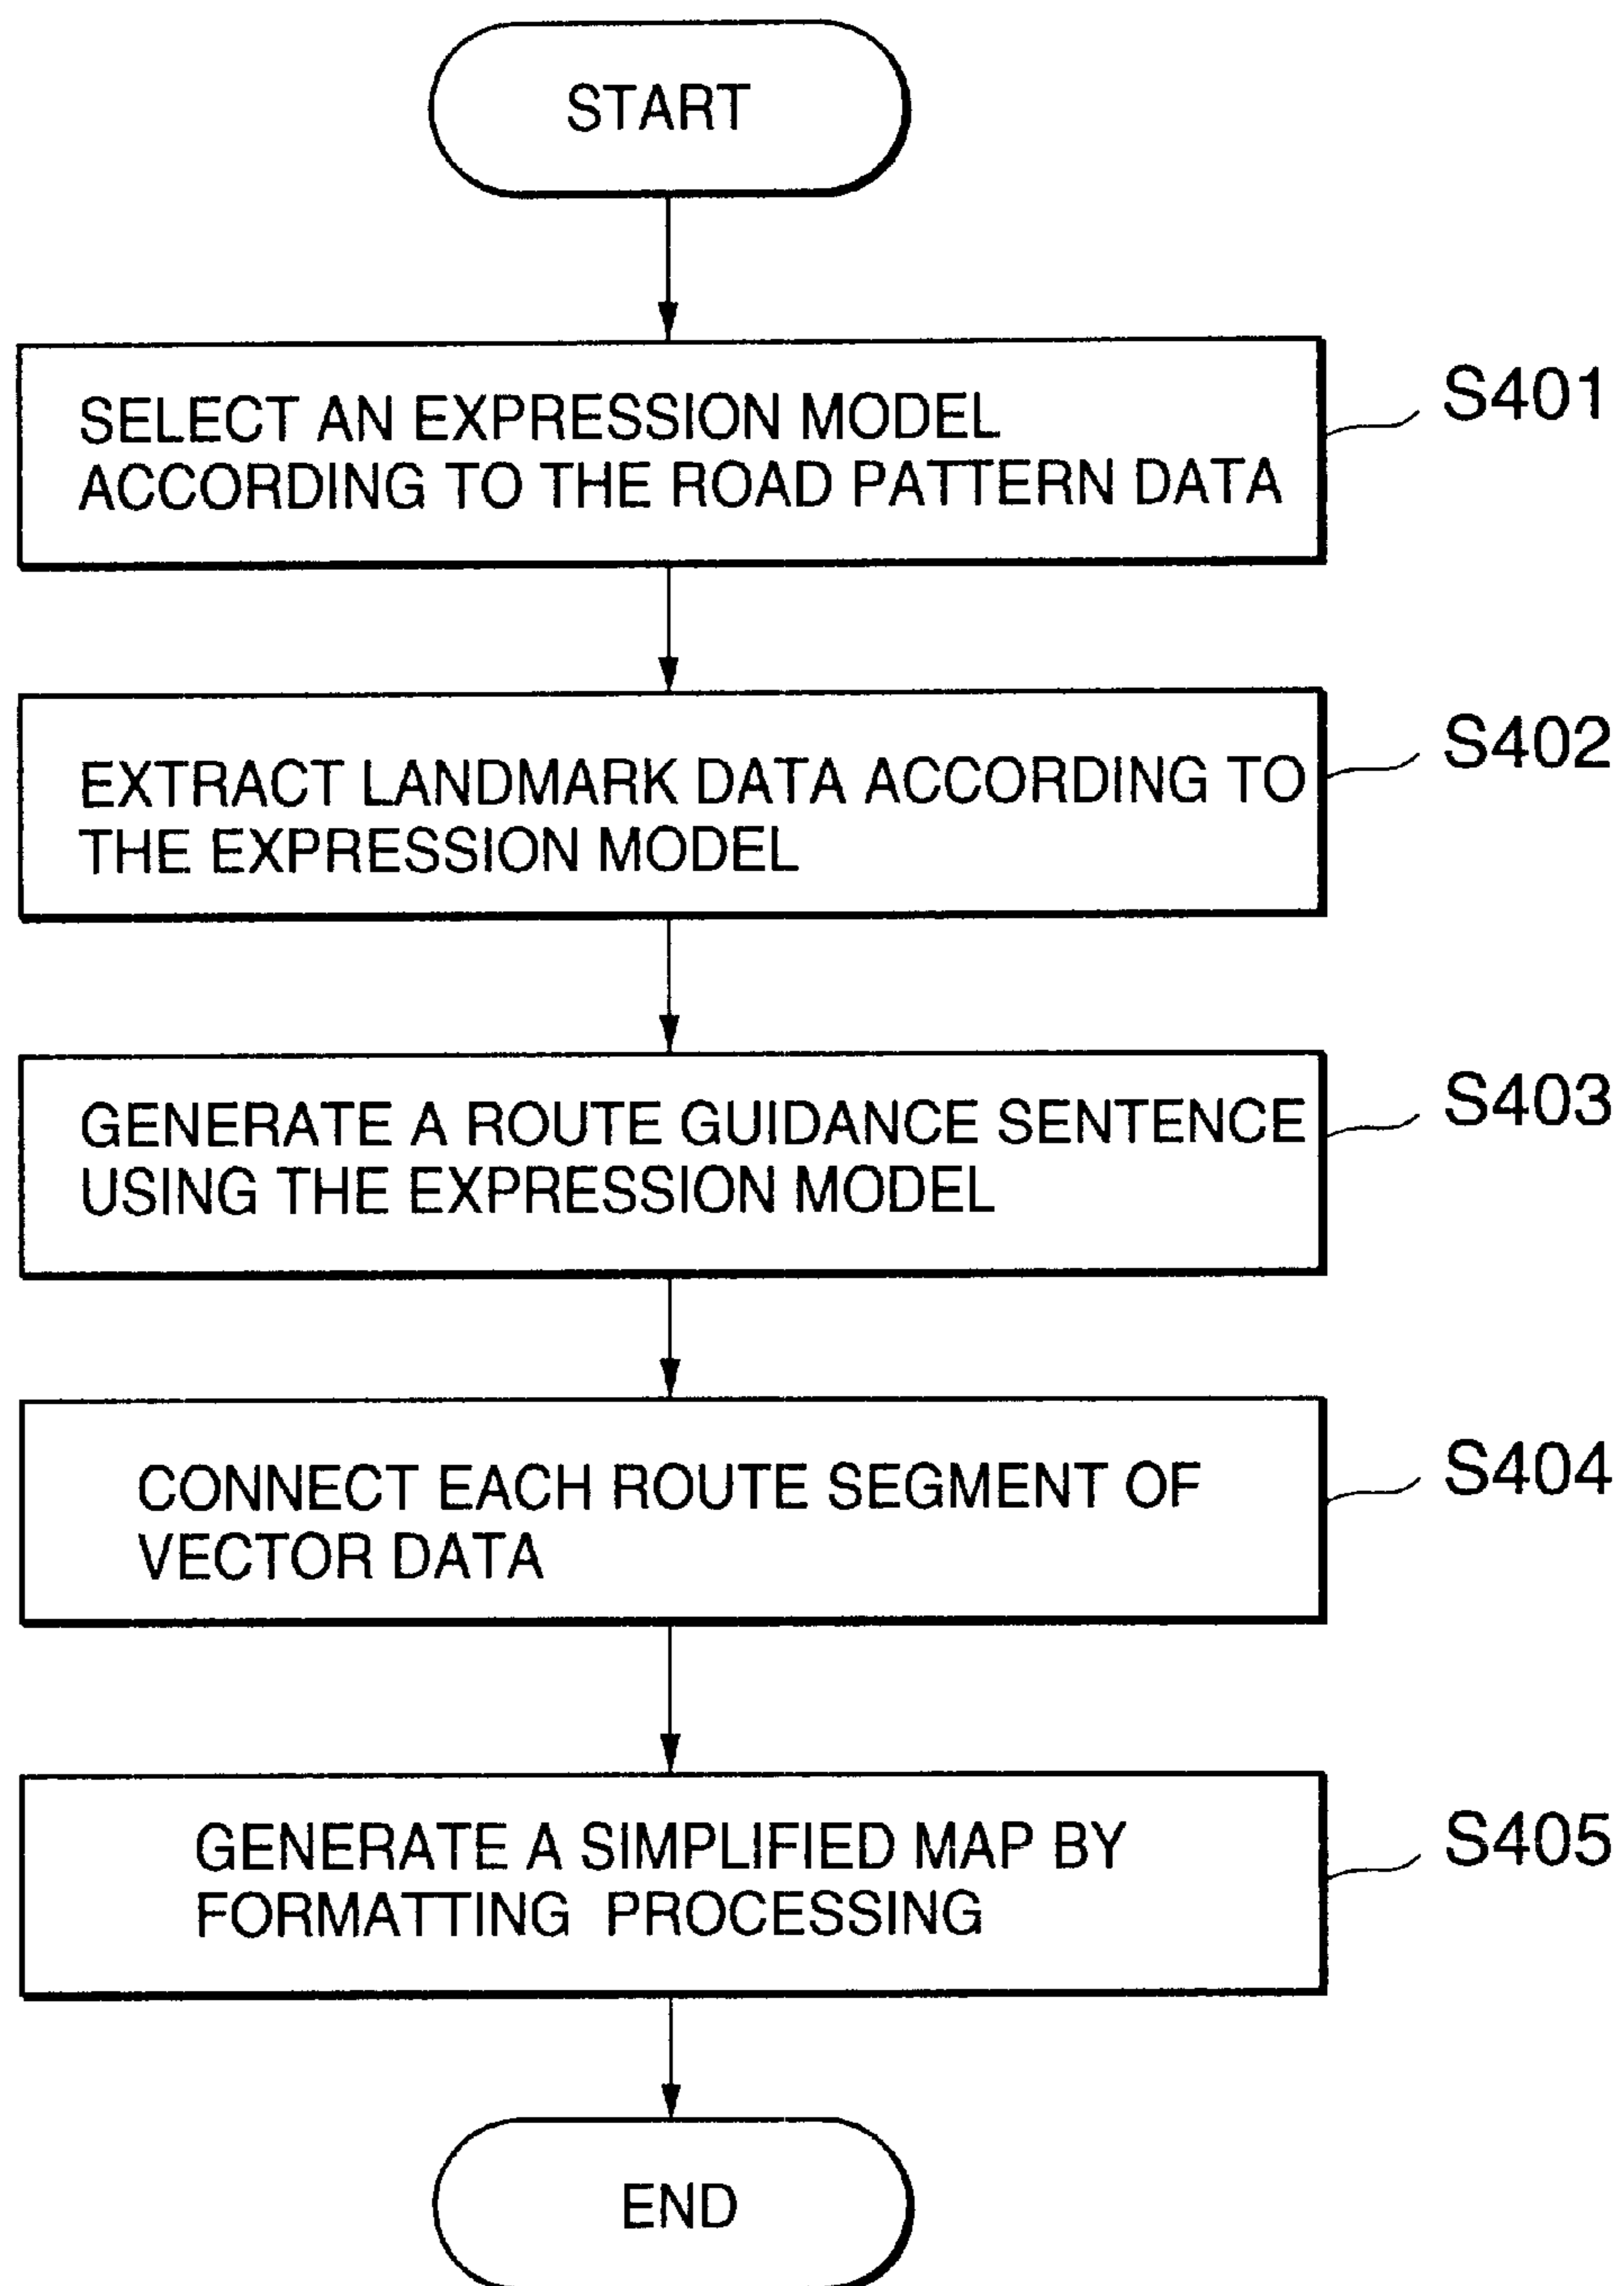 START
SELECT AN EXPRESSION MODEL
ACCORDING TO THE ROAD PATTERN DATA
S401
EXTRACT LANDMARK DATA ACCORDING TO
THE EXPRESSION MODEL
S402
GENERATE A ROUTE GUIDANCE SENTENCE
USING THE EXPRESSION MODEL
S403
CONNECT EACH ROUTE SEGMENT OF
VECTOR DATA
S404
GENERATE A SIMPLIFIED MAP BY
FORMATTING PROCESSING
S405
END